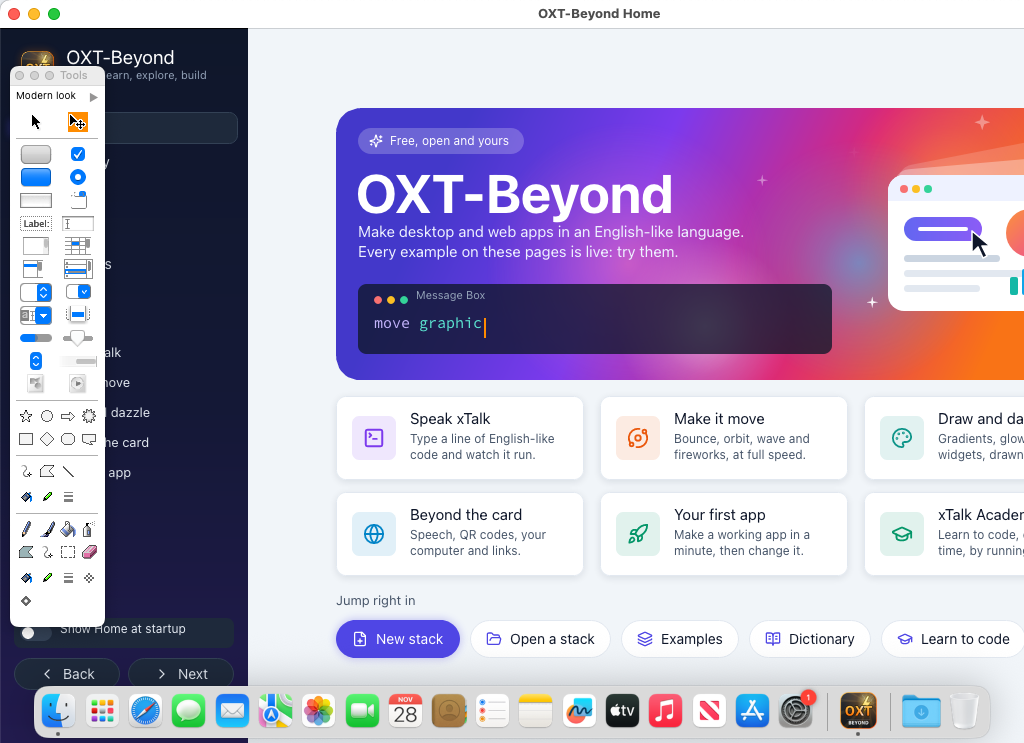 OXT-Beyond Home
OXT-Beyond
earn, explore, build
Tools
Modern look
Label:
alk
ove
dazzle
he card
app
Show Home at startup
Back
Next
Free, open and yours
OXT-Beyond
Make desktop and web apps in an English-like language.
Every example on these pages is live: try them.
Message Box
move graphic
Speak xTalk
Type a line of English-like
code and watch it run.
Make it move
Bounce, orbit, wave and
fireworks, at full speed.
Draw and da
Gradients, glow
widgets, drawn
Beyond the card
Speech, QR codes, your
computer and links.
Your first app
Make a working app in a
minute, then change it.
xTalk Acader
Learn to code,
time, by running
Jump right in
New stack
Open a stack
Examples
Dictionary
Learn to code
NOV
28
tv
1
OXT
BEYOND